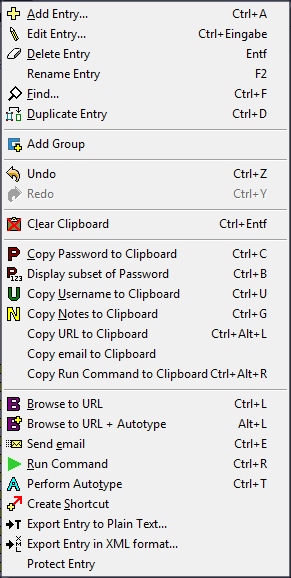 Add Entry... Ctrl+A
Edit Entry... Ctrl+Eingabe
Delete Entry Entf
Rename Entry F2
Find... Ctrl+F
Duplicate Entry Ctrl+D
Add Group
Undo Ctrl+Z
Redo Ctrl+Y
Clear Clipboard Ctrl+Entf
P Copy Password to Clipboard Ctrl+C
P123 Display subset of Password Ctrl+B
U Copy Username to Clipboard Ctrl+U
N Copy Notes to Clipboard Ctrl+G
Copy URL to Clipboard Ctrl+Alt+L
Copy email to Clipboard
Copy Run Command to Clipboard Ctrl+Alt+R
B Browse to URL Ctrl+L
B Browse to URL + Autotype Alt+L
Send email Ctrl+E
Run Command Ctrl+R
A Perform Autotype Ctrl+T
Create Shortcut
T Export Entry to Plain Text...
XML Export Entry in XML format...
Protect Entry